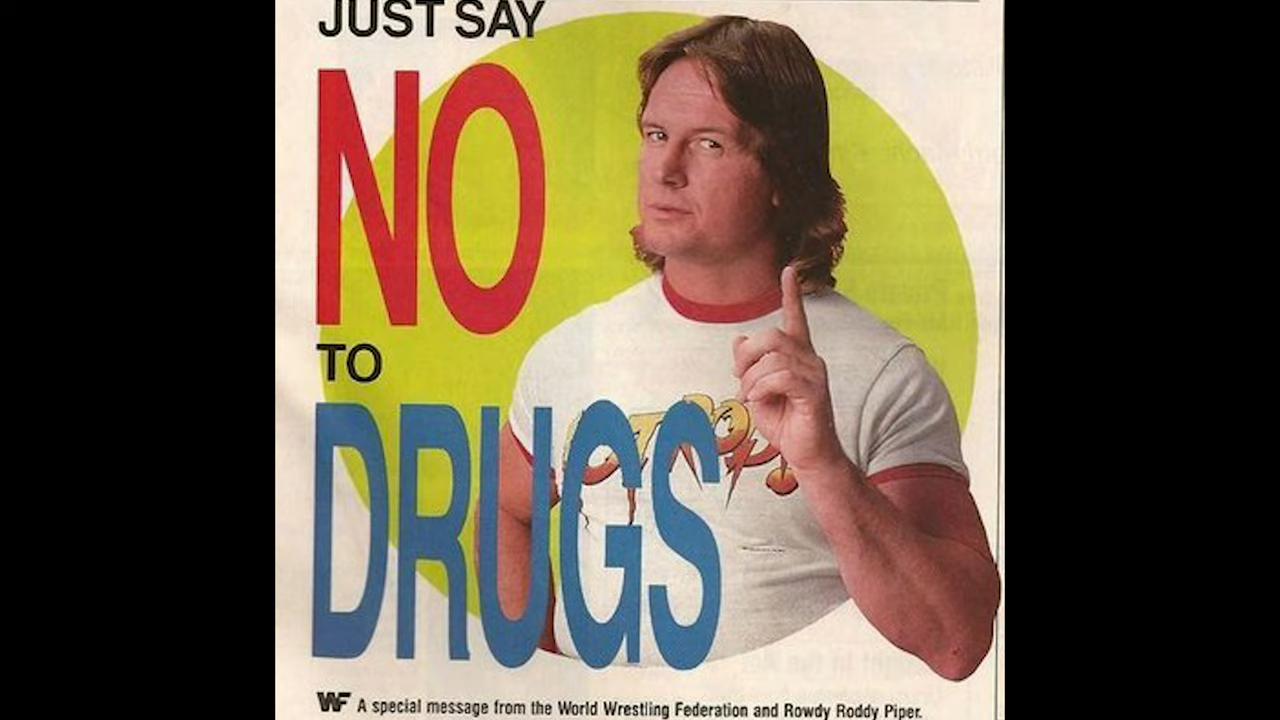 JUST SAY
NO
TO
DRUGS
WF A special message from the World Wrestling Federation and Rowdy Roddy Piper.